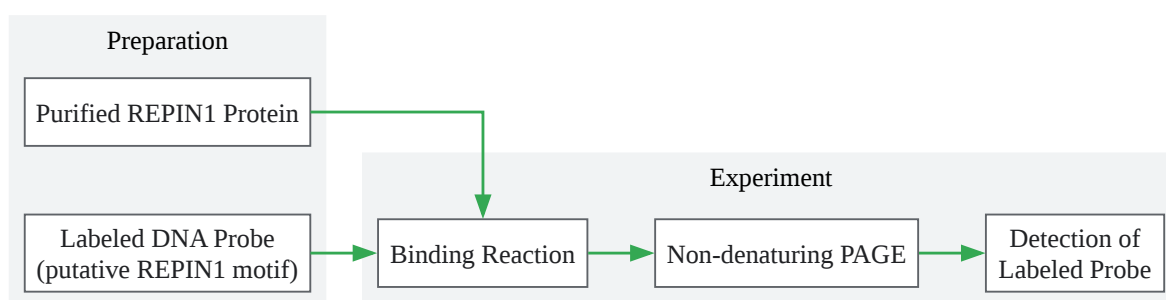 Preparation
Purified REPIN1 Protein
Labeled DNA Probe
(putative REPIN1 motif)
Experiment
Binding Reaction
Non-denaturing PAGE
Detection of
Labeled Probe